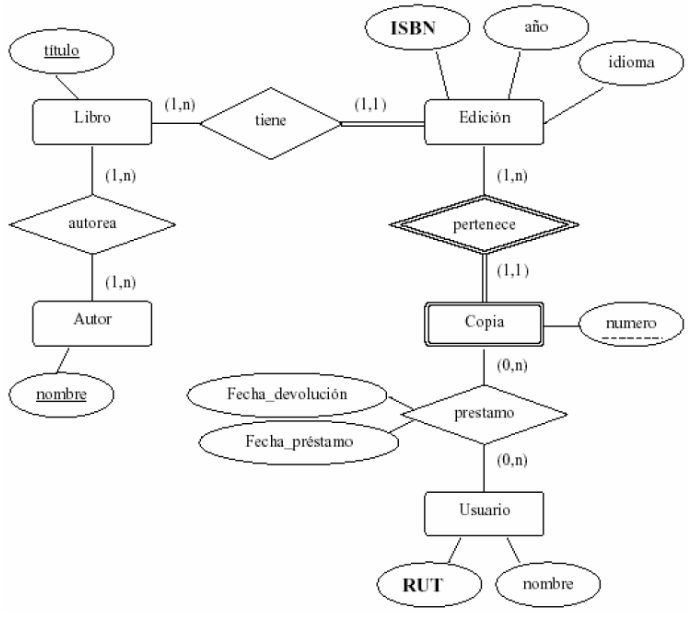 ISBN
año
título
idioma
Libro
(1,n)
tiene
(1,1)
Edición
(1,n)
(1,n)
autorea
pertenece
(1,n)
(1,1)
Autor
Copia
numero
nombre
(0,n)
Fecha_devolución
prestamo
Fecha_préstamo
(0,n)
Usuario
RUT
nombre